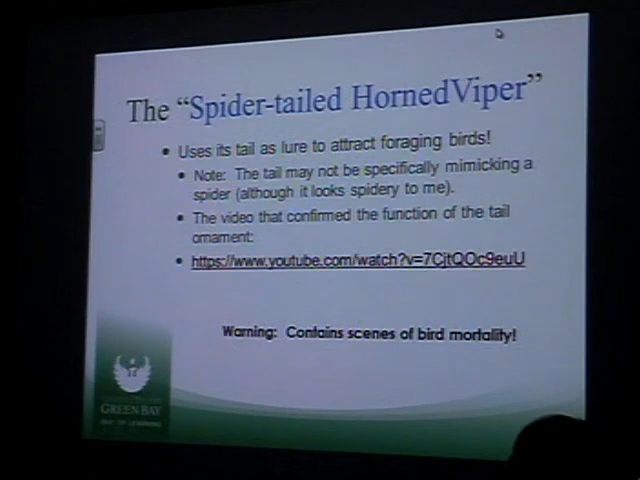 The “Spider-tailed HornedViper”
• Uses its tail as lure to attract foraging birds!
• Note: The tail may not be specifically mimicking a
spider (although it looks spidery to me).
• The video that confirmed the function of the tail
ornament:
• https://www.youtube.com/watch?v=7CjtQOc9euU
Warning: Contains scenes of bird mortality!
GREEN BAY